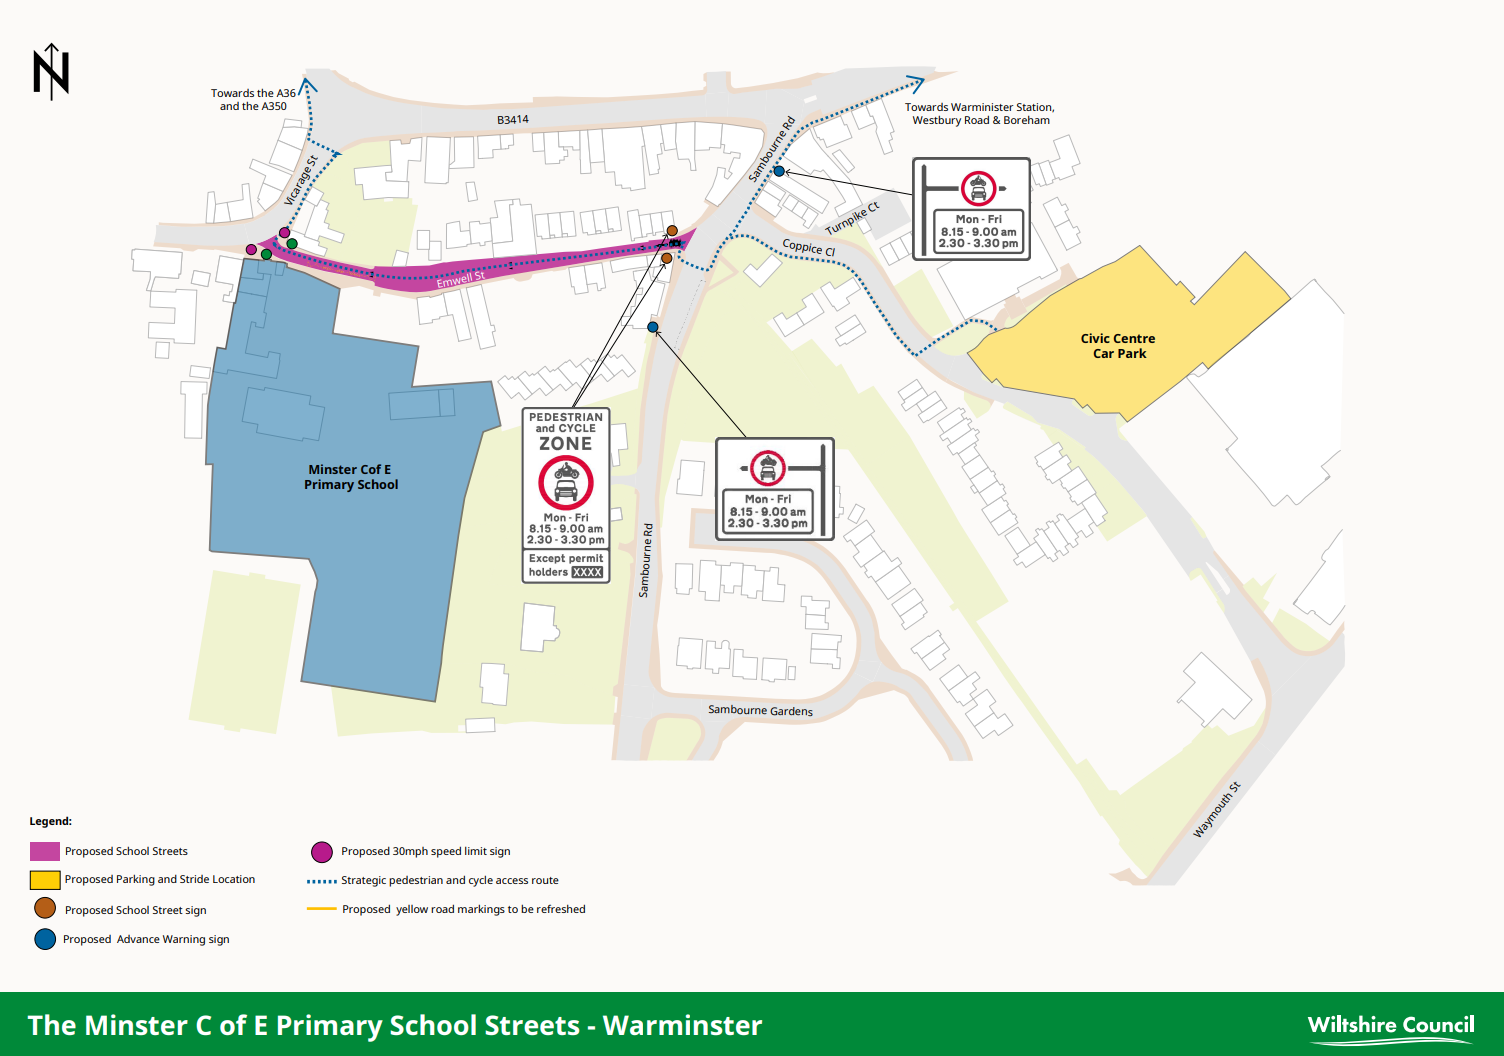 N
Towards the A36
and the A350
B3414
Sambourne Rd
Towards Warminister Station,
Westbury Road & Boreham
Vicarage St
Mon - Fri
8.15 - 9.00 am
2.30 - 3.30 pm
Turnpike Ct
Coppice Cl
Emwell St
Civic Centre
Car Park
PEDESTRIAN
and CYCLE
ZONE
Mon - Fri
8.15 - 9.00 am
2.30 - 3.30 pm
Except permit
holders XXXX
Mon - Fri
8.15 - 9.00 am
2.30 - 3.30 pm
Minster Cof E
Primary School
Sambourne Rd
Sambourne Gardens
Waymouth St
Legend:
Proposed School Streets
Proposed Parking and Stride Location
Proposed School Street sign
Proposed Advance Warning sign
Proposed 30mph speed limit sign
Strategic pedestrian and cycle access route
Proposed yellow road markings to be refreshed
The Minster C of E Primary School Streets - Warminster
Wiltshire Council